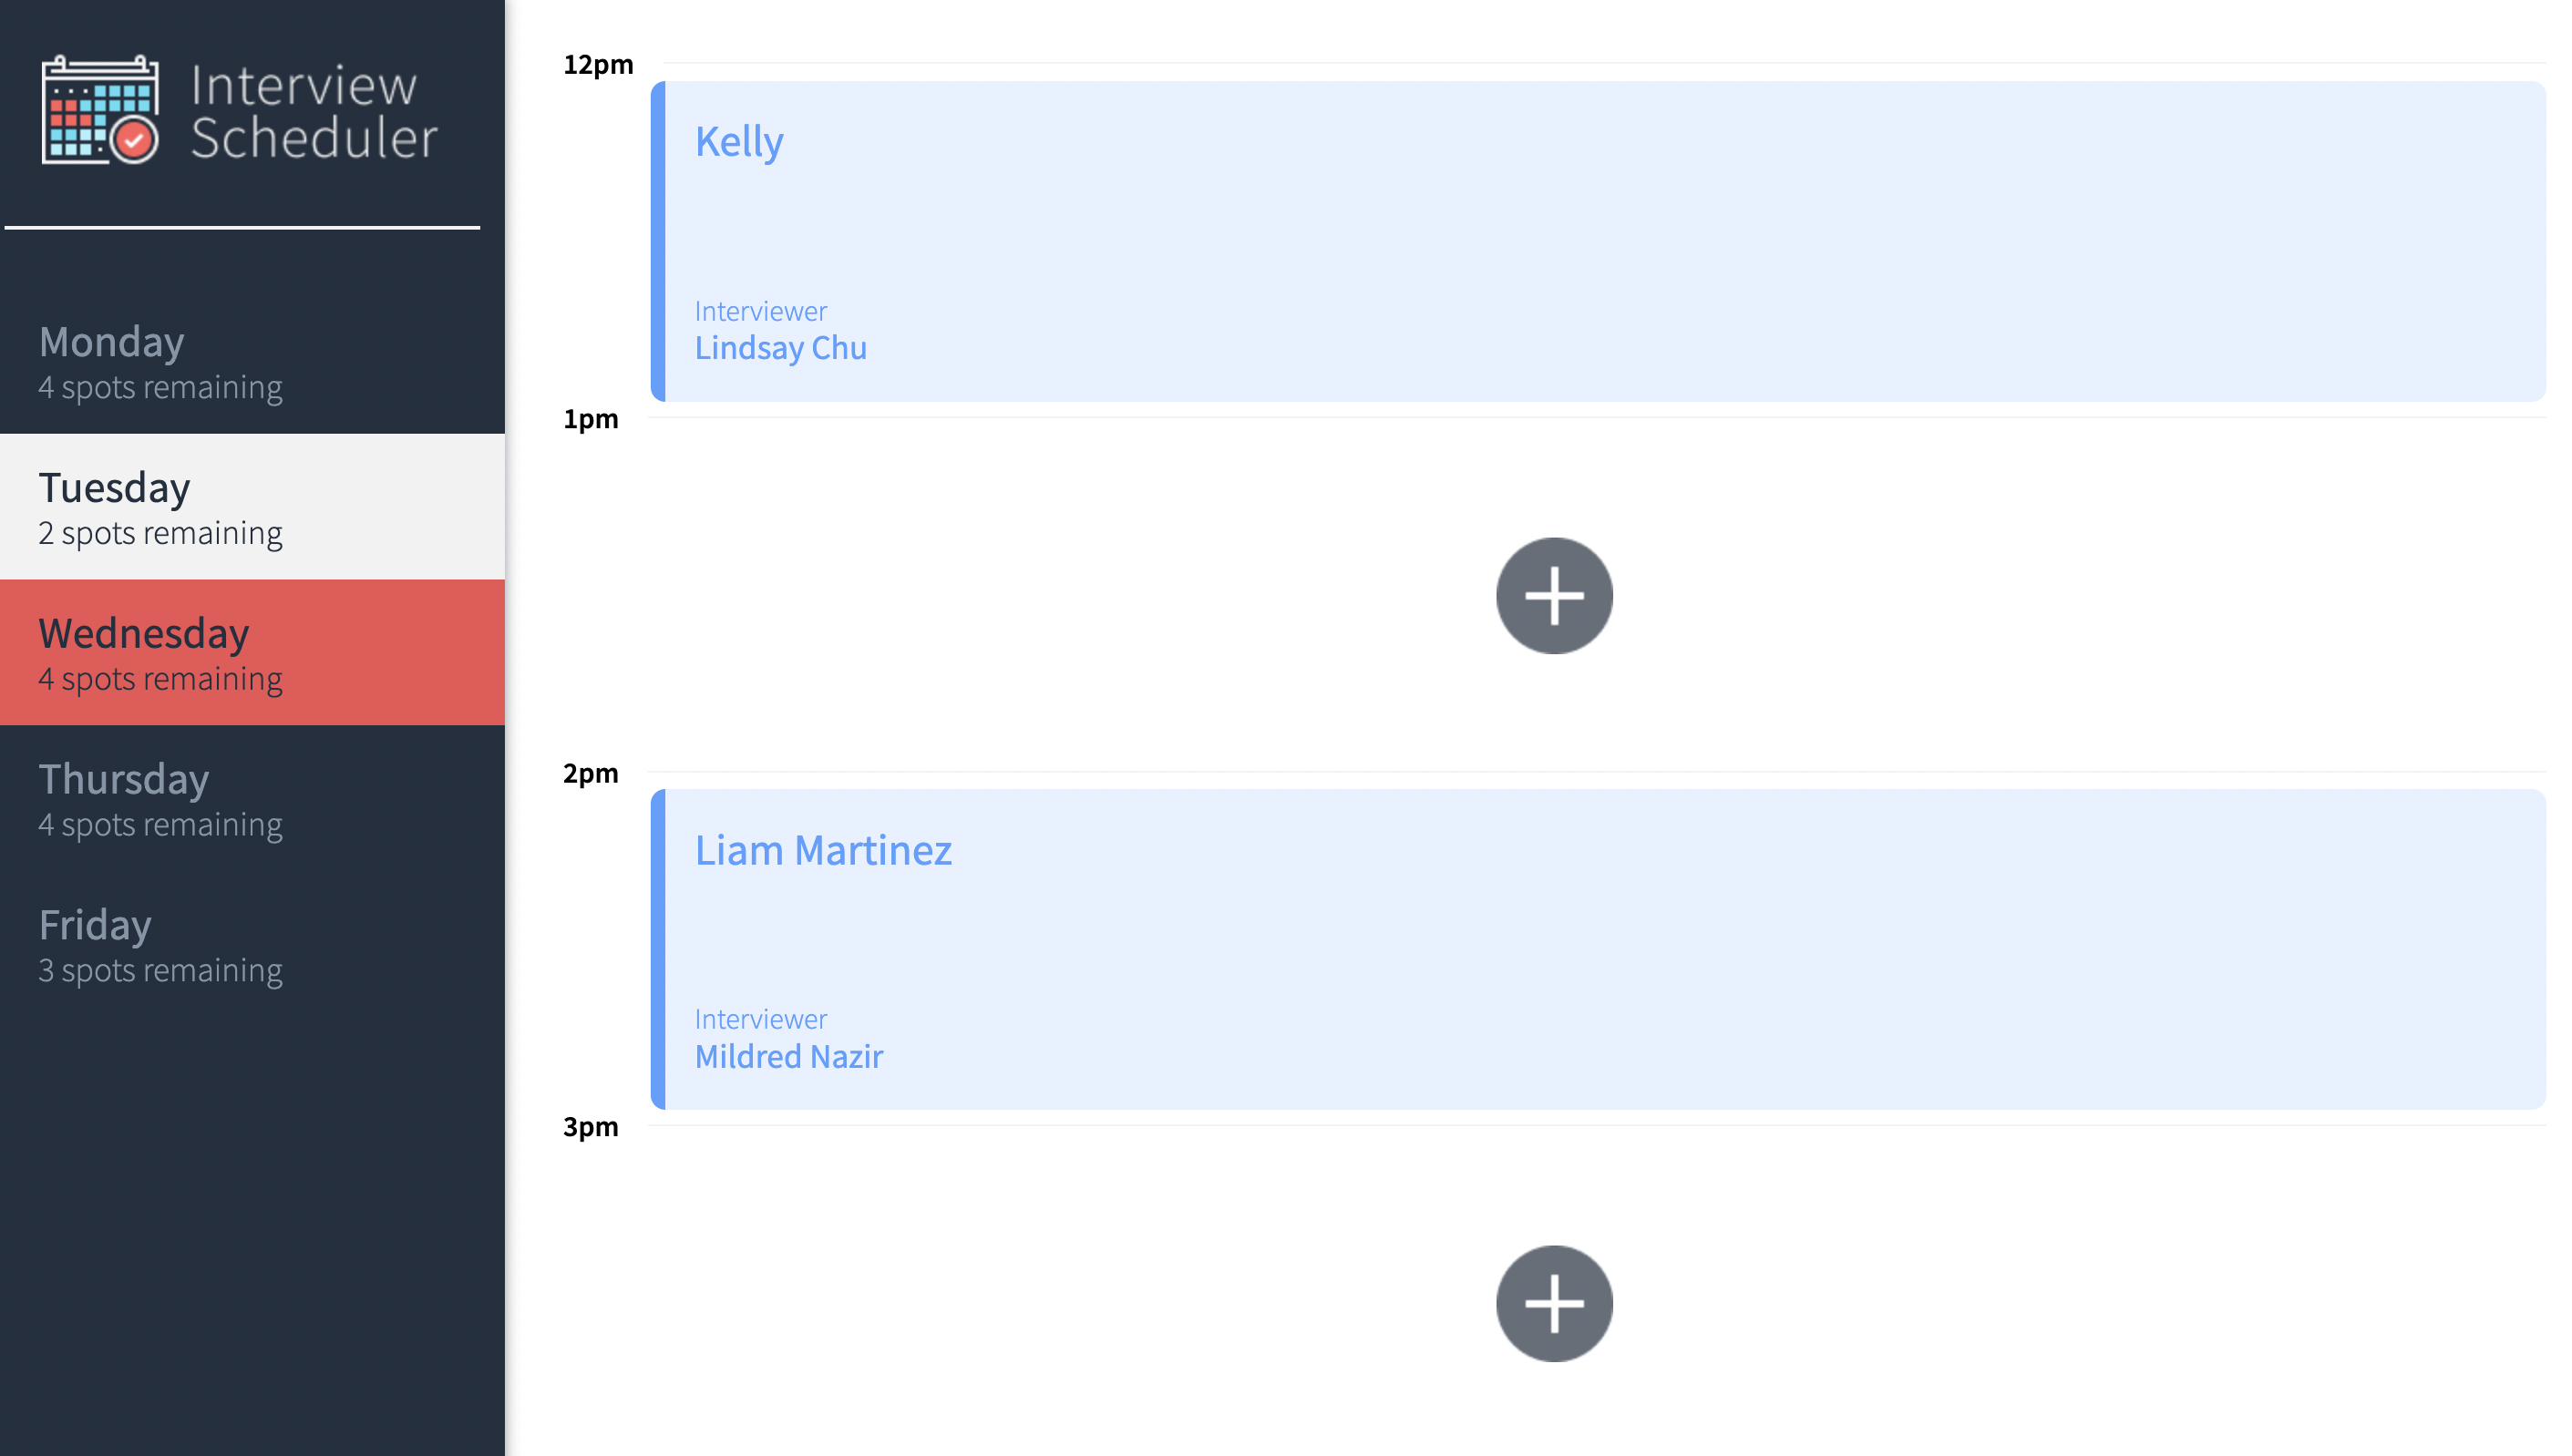 Interview
Scheduler
Monday
4 spots remaining
Tuesday
2 spots remaining
Wednesday
4 spots remaining
Thursday
4 spots remaining
Friday
3 spots remaining
12pm
Kelly
Interviewer
Lindsay Chu
1pm
2pm
Liam Martinez
Interviewer
Mildred Nazir
3pm